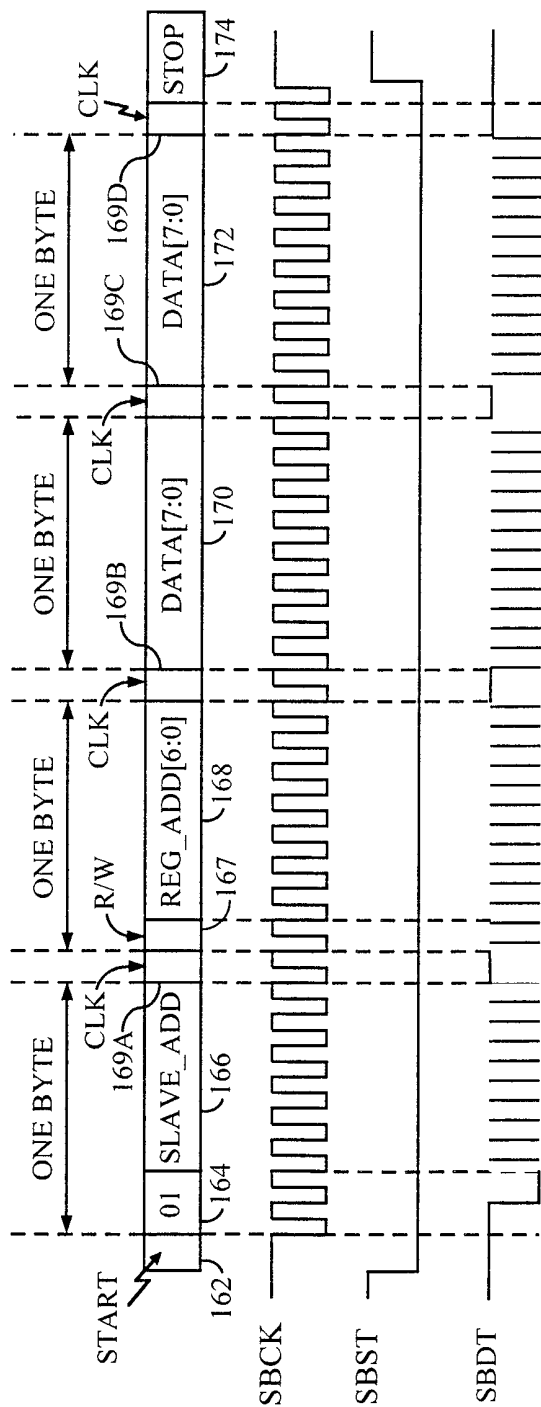 ONE BYTE
ONE BYTE
ONE BYTE
ONE BYTE
START
CLK
R/W
CLK
CLK
CLK
169A
169B
169C
169D
01
SLAVE_ADD
REG_ADD[6:0]
DATA[7:0]
DATA[7:0]
STOP
162
164
166
167
168
170
172
174
SBCK
SBST
SBDT